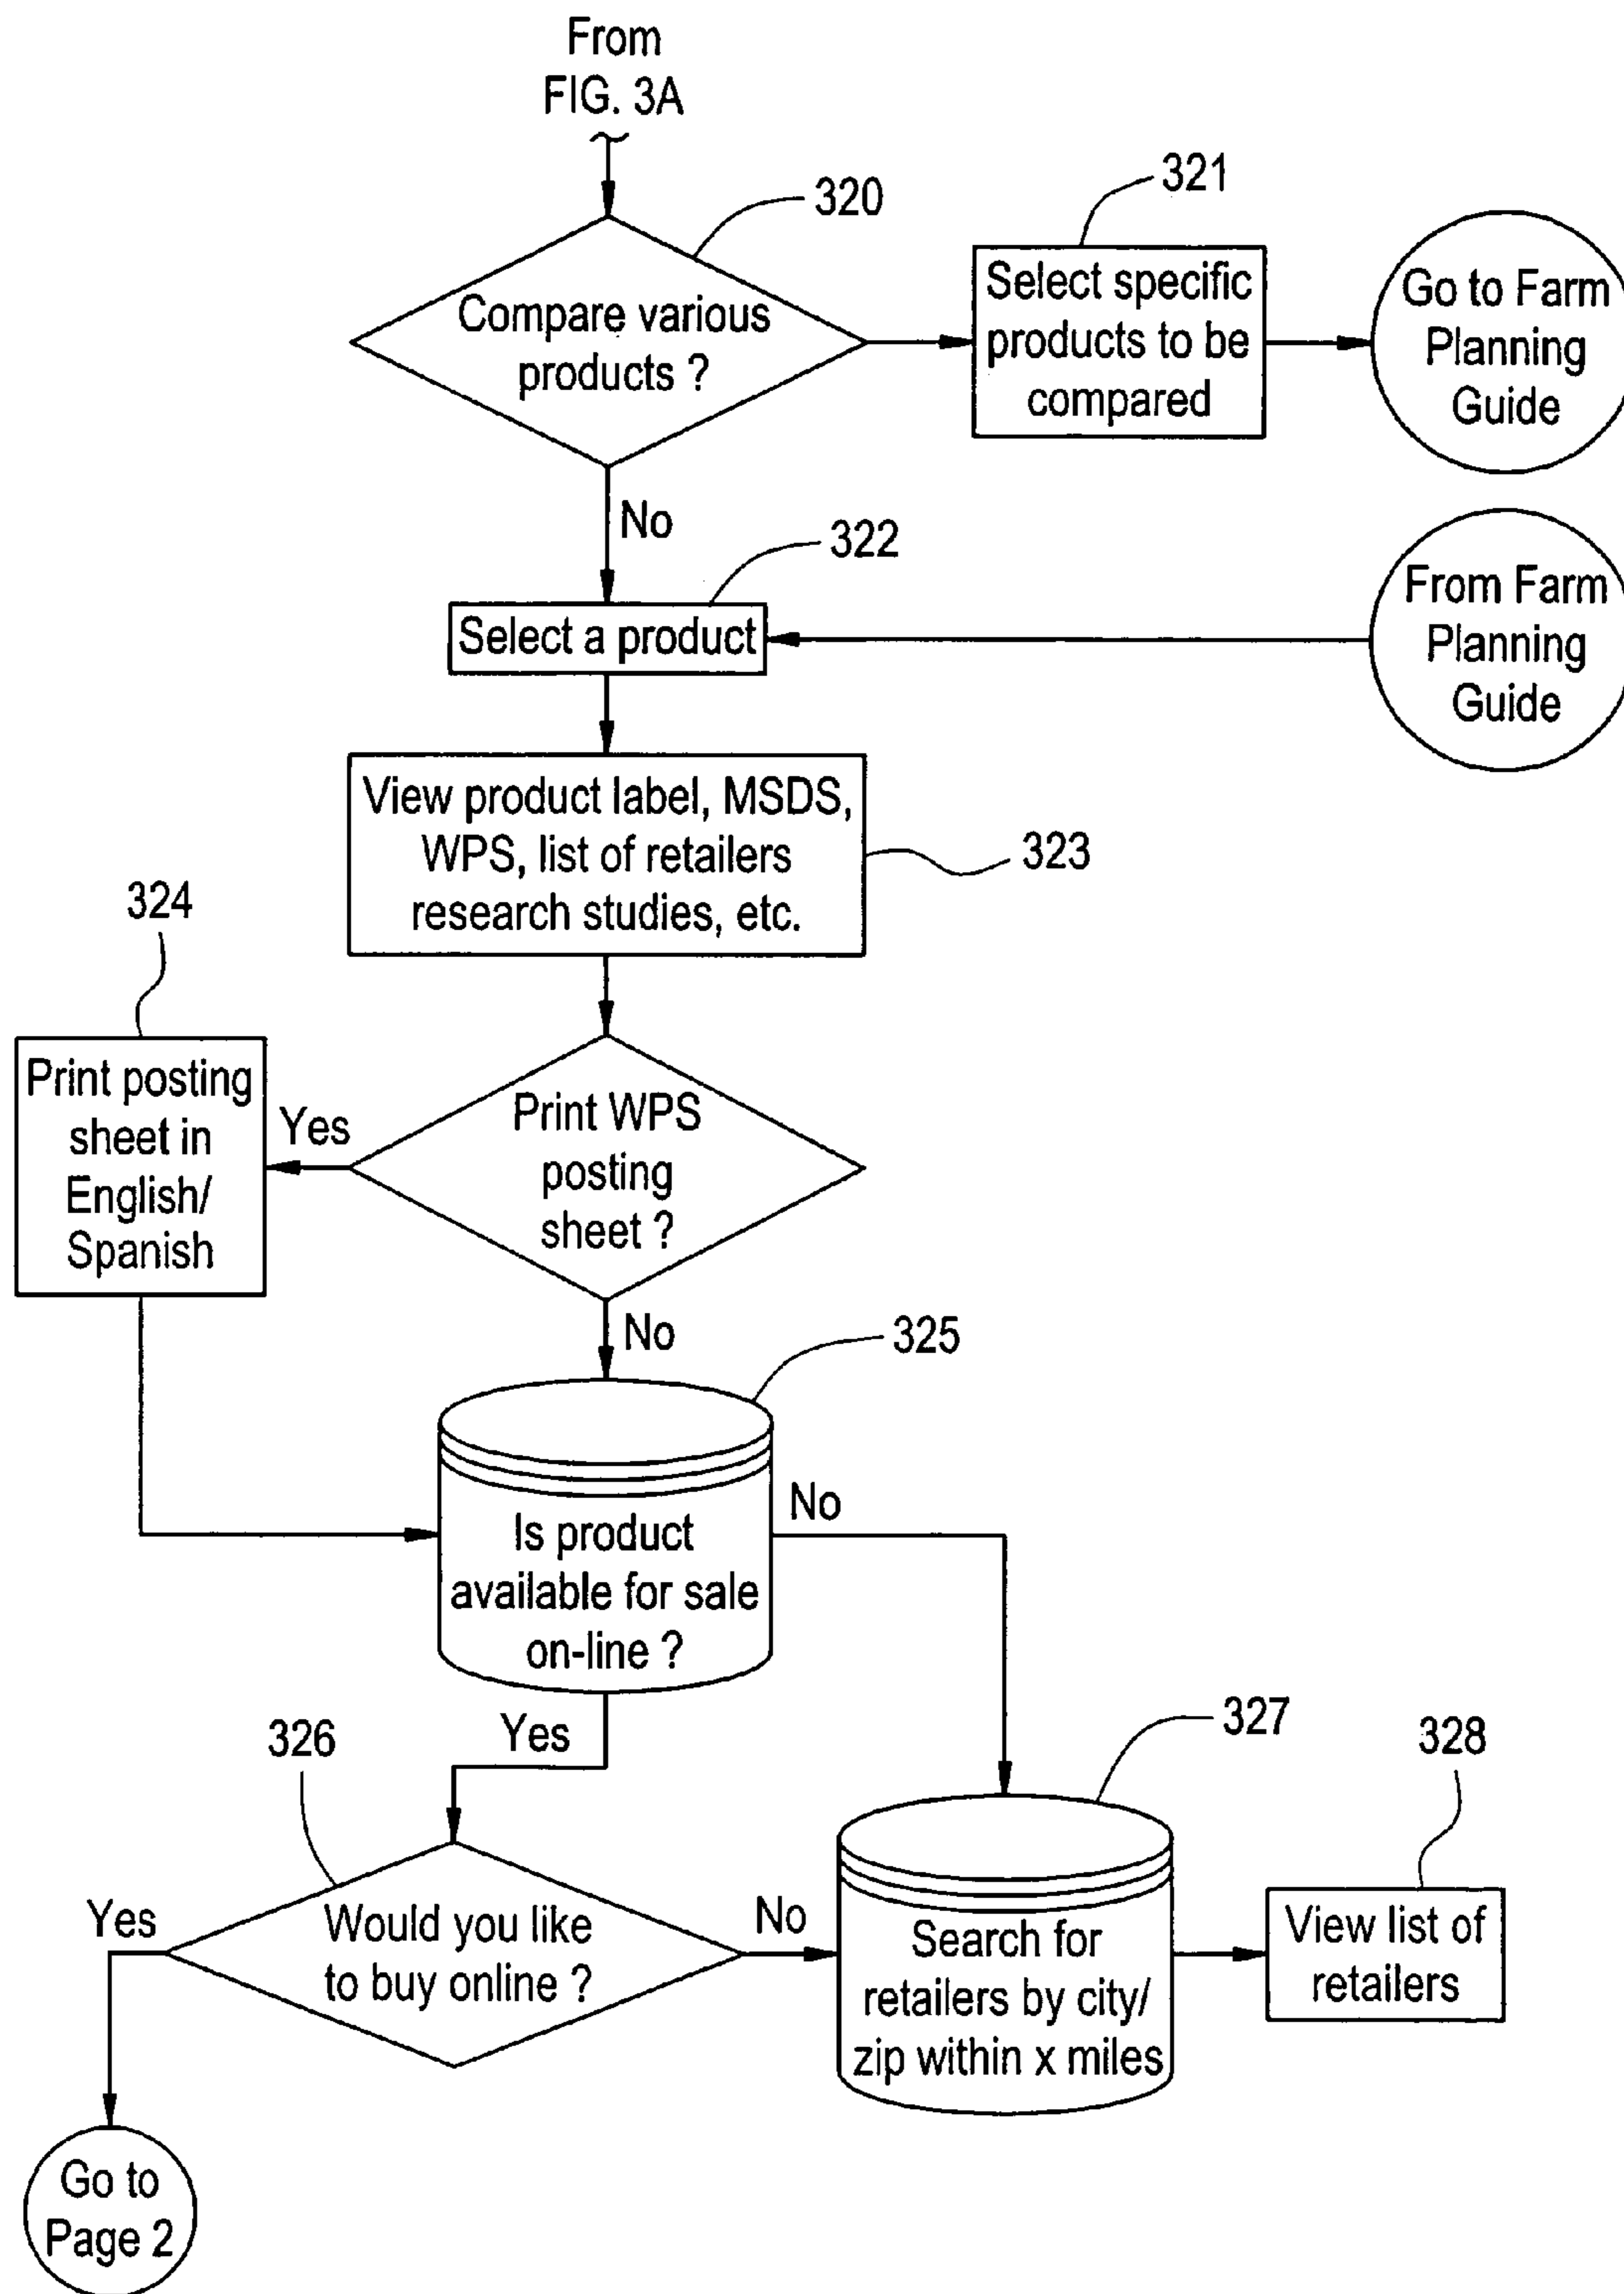 From
FIG. 3A
320
321
Compare various
products ?
Select specific
products to be
compared
Go to Farm
Planning
Guide
No
322
Select a product
From Farm
Planning
Guide
View product label, MSDS,
WPS, list of retailers
research studies, etc.
323
324
Print posting
sheet in
English/
Spanish
Yes
Print WPS
posting
sheet ?
No
325
Is product
available for sale
on-line ?
No
Yes
326
327
328
Yes
Would you like
to buy online ?
No
Search for
retailers by city/
zip within x miles
View list of
retailers
Go to
Page 2